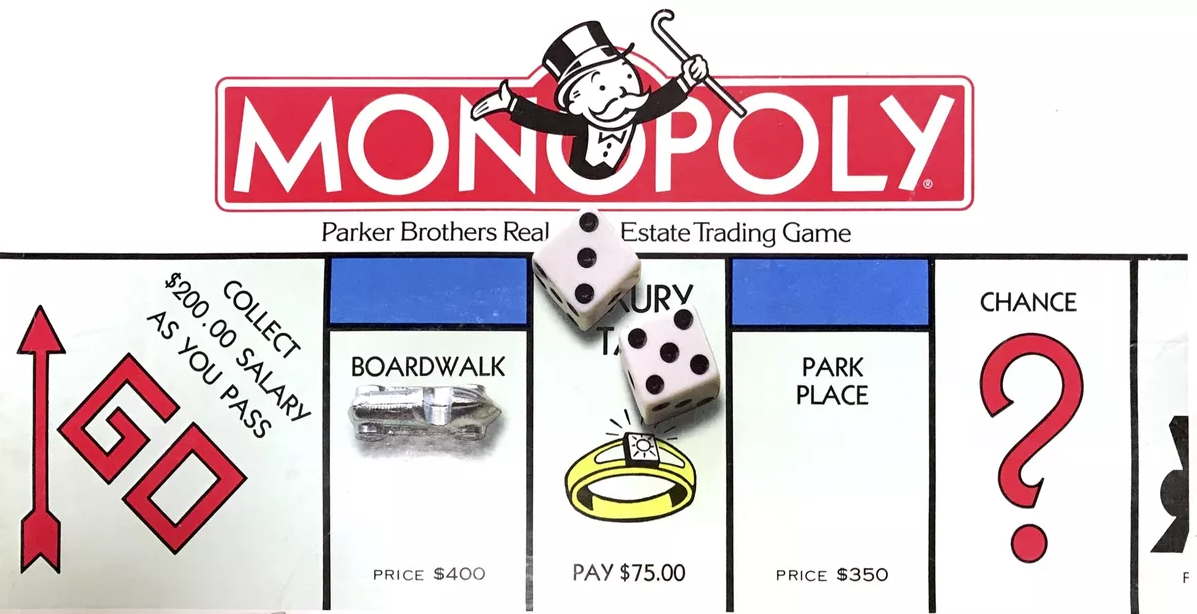 MONOPOLY®
Parker Brothers Real Estate Trading Game
COLLECT
$200.00 SALARY
AS YOU PASS
GO
BOARDWALK
PRICE $400
PAY $75.00
PARK
PLACE
PRICE $350
CHANCE